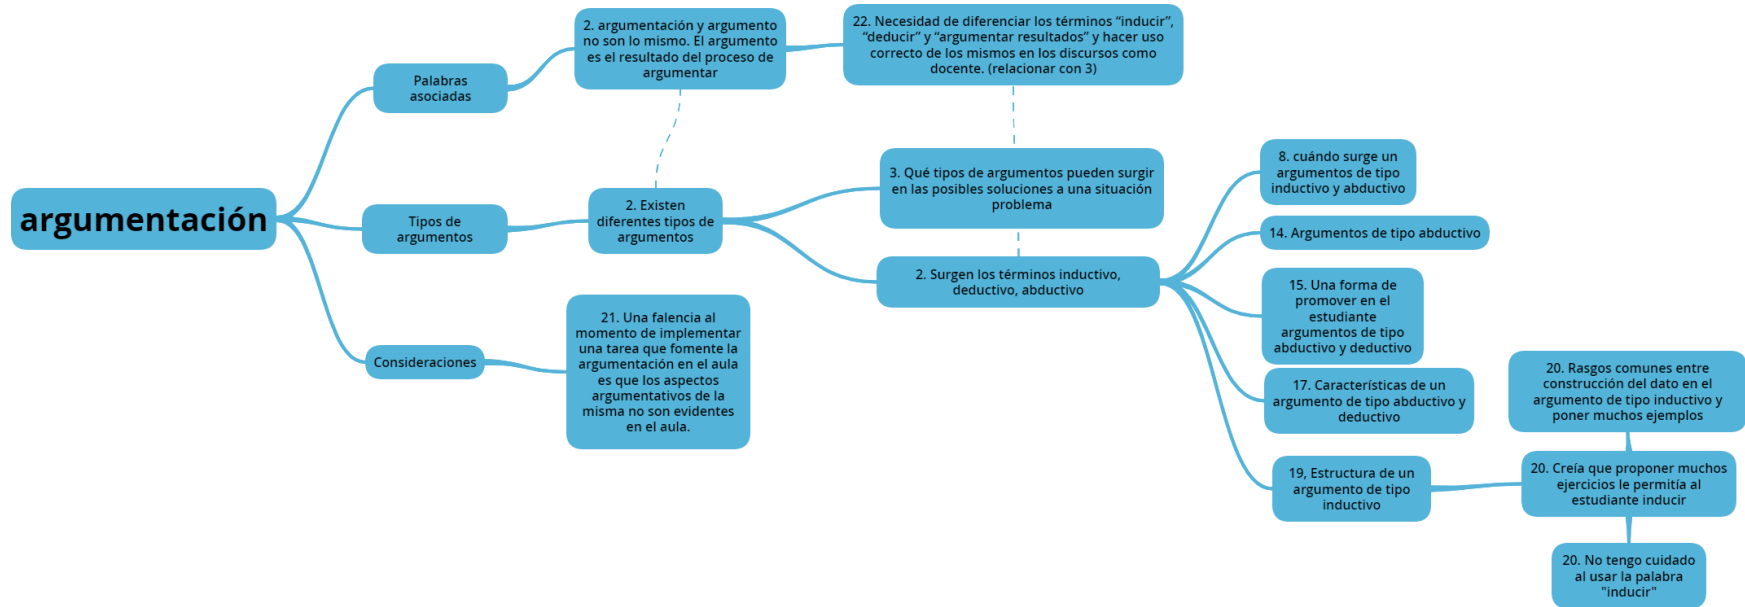 argumentación
Palabras
asociadas
2. argumentación y argumento
no son lo mismo. El argumento
es el resultado del proceso de
argumentar
22. Necesidad de diferenciar los términos “inducir”,
“deducir” y “argumentar resultados” y hacer uso
correcto de los mismos en los discursos como
docente. (relacionar con 3)
Tipos de
argumentos
2. Existen
diferentes tipos de
argumentos
3. Qué tipos de argumentos pueden surgir
en las posibles soluciones a una situación
problema
2. Surgen los términos inductivo,
deductivo, abductivo
8. cuándo surge un
argumentos de tipo
inductivo y abductivo
14. Argumentos de tipo abductivo
15. Una forma de
promover en el
estudiante
argumentos de tipo
abductivo y deductivo
17. Características de un
argumento de tipo abductivo y
deductivo
19, Estructura de un
argumento de tipo
inductivo
20. Rasgos comunes entre
construcción del dato en el
argumento de tipo inductivo y
poner muchos ejemplos
20. Creía que proponer muchos
ejercicios le permitía al
estudiante inducir
20. No tengo cuidado
al usar la palabra
"inducir"
Consideraciones
21. Una falencia al
momento de implementar
una tarea que fomente la
argumentación en el aula
es que los aspectos
argumentativos de la
misma no son evidentes
en el aula.